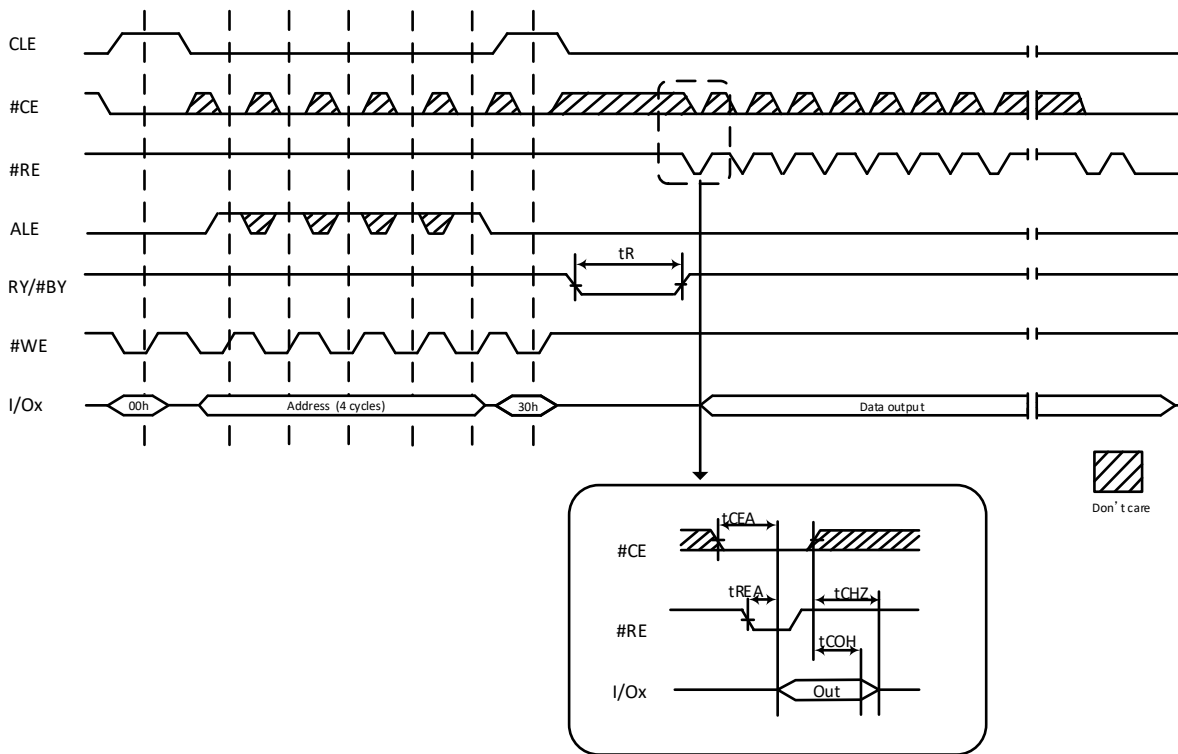 CLE
#CE
#RE
ALE
tR
RY/#BY
#WE
I/Ox
00h
Address (4 cycles)
30h
Data output
Don't care
tCEA
#CE
tREA
tCHZ
#RE
tCOH
I/Ox
Out